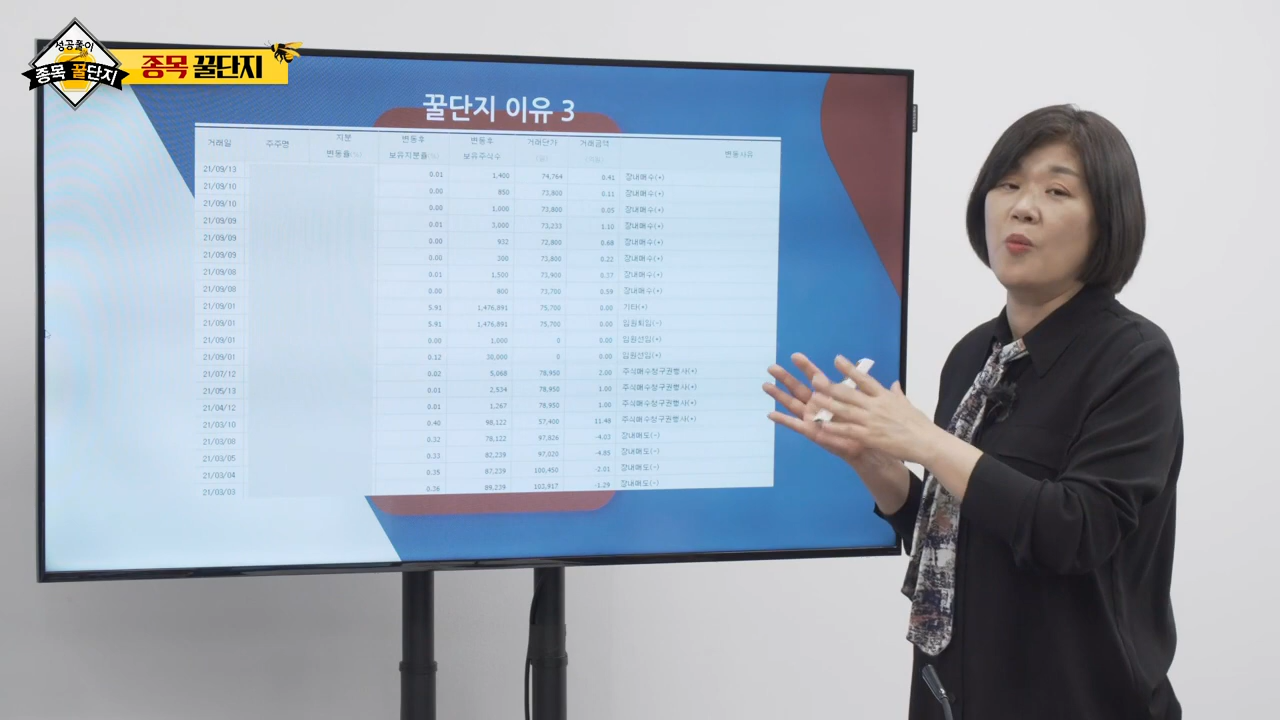 성공풀이
종목 꿀단지
종목 꿀단지
꿀단지 이유 3
거래일 주주명 지분 변동율(%) 변동후 보유지분율(%) 변동후 보유주식수 거래단가 거래금액 변동사유
21/09/13 0.01 1,400 74,764 0.41 장내매수(+)
21/09/10 0.00 850 73,800 0.11 장내매수(+)
21/09/10 0.00 1,000 73,800 0.05 장내매수(+)
21/09/09 0.01 3,000 73,233 1.10 장내매수(+)
21/09/09 0.00 932 72,800 0.68 장내매수(+)
21/09/09 0.00 300 73,800 0.22 장내매수(+)
21/09/08 0.01 1,500 73,900 0.37 장내매수(+)
21/09/08 0.00 800 73,700 0.59 장내매수(+)
21/09/01 5.91 1,476,891 75,700 0.00 기타(+)
21/09/01 5.91 1,476,891 75,700 0.00 임원퇴임(-)
21/09/01 0.00 1,000 0 0.00 임원선임(+)
21/09/01 0.12 30,000 0 0.00 임원선임(+)
21/07/12 0.02 5,068 78,950 2.00 주식매수청구권행사(+)
21/05/13 0.01 2,534 78,950 1.00 주식매수청구권행사(+)
21/04/12 0.01 1,267 78,950 1.00 주식매수청구권행사(+)
21/03/10 0.40 98,122 57,400 11.48 주식매수청구권행사(+)
21/03/08 0.32 78,122 97,826 -4.03 장내매도(-)
21/03/05 0.33 82,239 97,020 -4.85 장내매도(-)
21/03/04 0.35 87,239 100,450 -2.01 장내매도(-)
21/03/03 0.36 89,239 102,917 -1.29 장내매도(-)